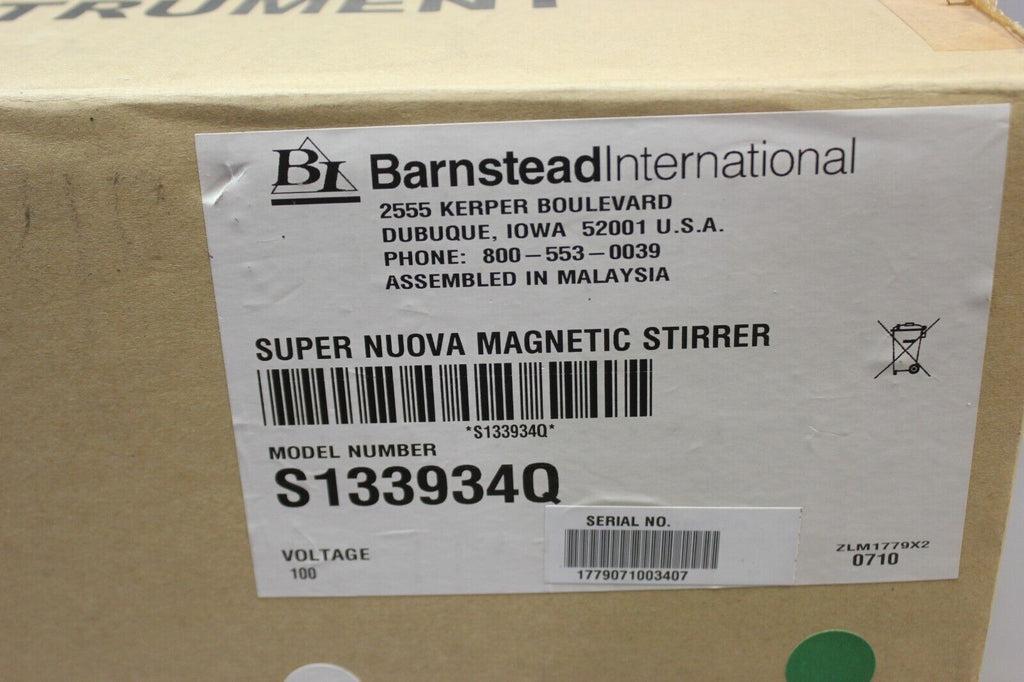 TRUMENT
BI BarnsteadInternational
2555 KERPER BOULEVARD
DUBUQUE, IOWA 52001 U.S.A.
PHONE: 800-553-0039
ASSEMBLED IN MALAYSIA
SUPER NUOVA MAGNETIC STIRRER
*S133934Q*
MODEL NUMBER
S133934Q
VOLTAGE
100
SERIAL NO.
1779071003407
ZLM1779X2
0710